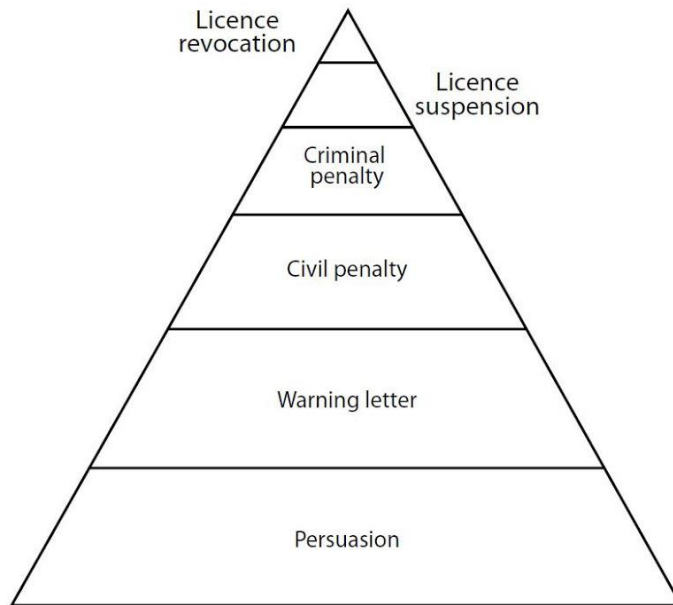 Licence
revocation
Licence
suspension
Criminal
penalty
Civil penalty
Warning letter
Persuasion